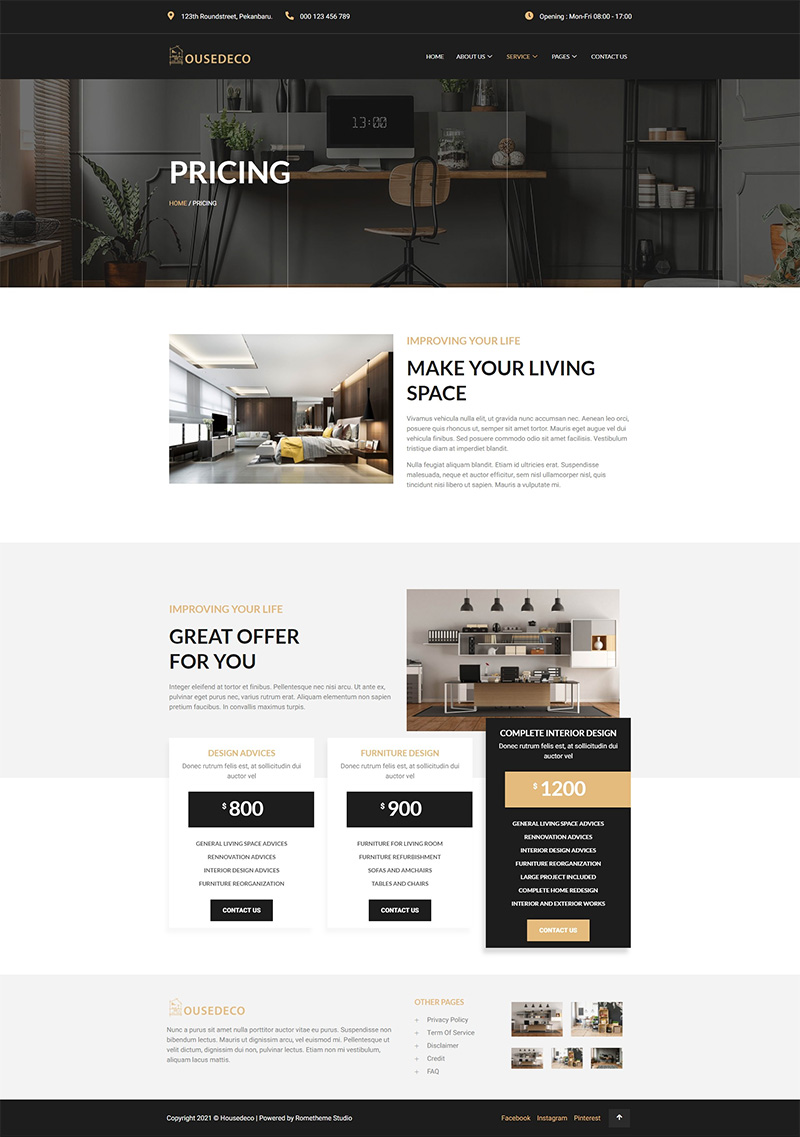 123th Roundstreet, Pekanbaru. 000 123 456 789 Opening : Mon-Fri 08:00 - 17:00
OUSEDECO HOME ABOUT US SERVICE PAGES CONTACT US
13:00
PRICING
HOME / PRICING
IMPROVING YOUR LIFE
MAKE YOUR LIVING
SPACE
Vivamus vehicula nulla elit, ut gravida nunc accumsan nec. Aenean leo orci,
posuere quis rhoncus ut, semper sit amet tortor. Mauris eget augue vel dui
vehicula finibus. Sed posuere commodo odio sit amet facilisis. Vestibulum
tristique diam at imperdiet blandit.
Nulla feugiat aliquam blandit. Etiam id ultricies erat. Suspendisse
malesuada, neque et auctor efficitur, sem nisl ullamcorper nisl, quis
tincidunt nisi libero ut sapien. Mauris a vulputate mi.
IMPROVING YOUR LIFE
GREAT OFFER
FOR YOU
Integer eleifend at tortor et finibus. Pellentesque nec nisi arcu. Ut ante ex,
pulvinar eget purus nec, varius rutrum erat. Aliquam elementum non sapien
pretium faucibus. In convallis maximus turpis.
DESIGN ADVICES
Donec rutrum felis est, at sollicitudin dui
auctor vel
$ 800
GENERAL LIVING SPACE ADVICES
RENNOVATION ADVICES
INTERIOR DESIGN ADVICES
FURNITURE REORGANIZATION
CONTACT US
FURNITURE DESIGN
Donec rutrum felis est, at sollicitudin dui
auctor vel
$ 900
FURNITURE FOR LIVING ROOM
FURNITURE REFURBISHMENT
SOFAS AND AMCHAIRS
TABLES AND CHAIRS
CONTACT US
COMPLETE INTERIOR DESIGN
Donec rutrum felis est, at sollicitudin dui
auctor vel
$ 1200
GENERAL LIVING SPACE ADVICES
RENNOVATION ADVICES
INTERIOR DESIGN ADVICES
FURNITURE REORGANIZATION
LARGE PROJECT INCLUDED
COMPLETE HOME REDESIGN
INTERIOR AND EXTERIOR WORKS
CONTACT US
OUSEDECO
Nunc a purus sit amet nulla porttitor auctor vitae eu purus. Suspendisse non
bibendum lectus. Mauris ut dignissim arcu, vel euismod mi. Pellentesque ut
velit dictum, dignissim dui non, pulvinar lectus. Etiam non mi vestibulum,
aliquam lacus mattis.
OTHER PAGES
+ Privacy Policy
+ Term Of Service
+ Disclaimer
+ Credit
+ FAQ
Copyright 2021 © Housedeco | Powered by Rometheme Studio Facebook Instagram Pinterest